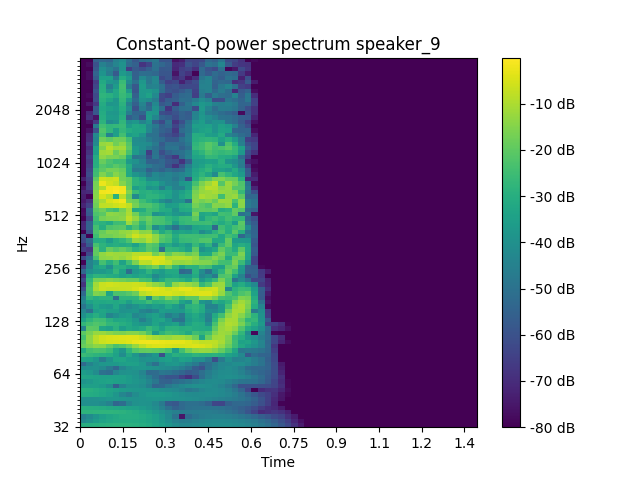 Constant-Q power spectrum speaker_9
Hz
2048
1024
512
256
128
64
32
0 0.15 0.3 0.45 0.6 0.75 0.9 1.1 1.2 1.4
Time
-10 dB
-20 dB
-30 dB
-40 dB
-50 dB
-60 dB
-70 dB
-80 dB